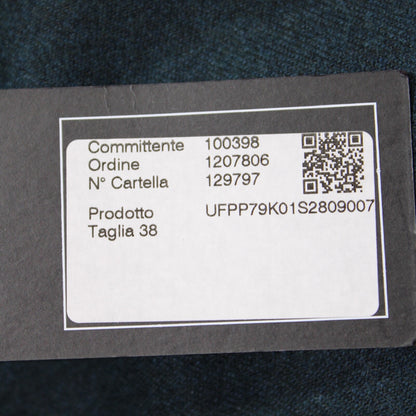 Committente 100398
Ordine 1207806
N° Cartella 129797
Prodotto UFPP79K01S2809007
Taglia 38